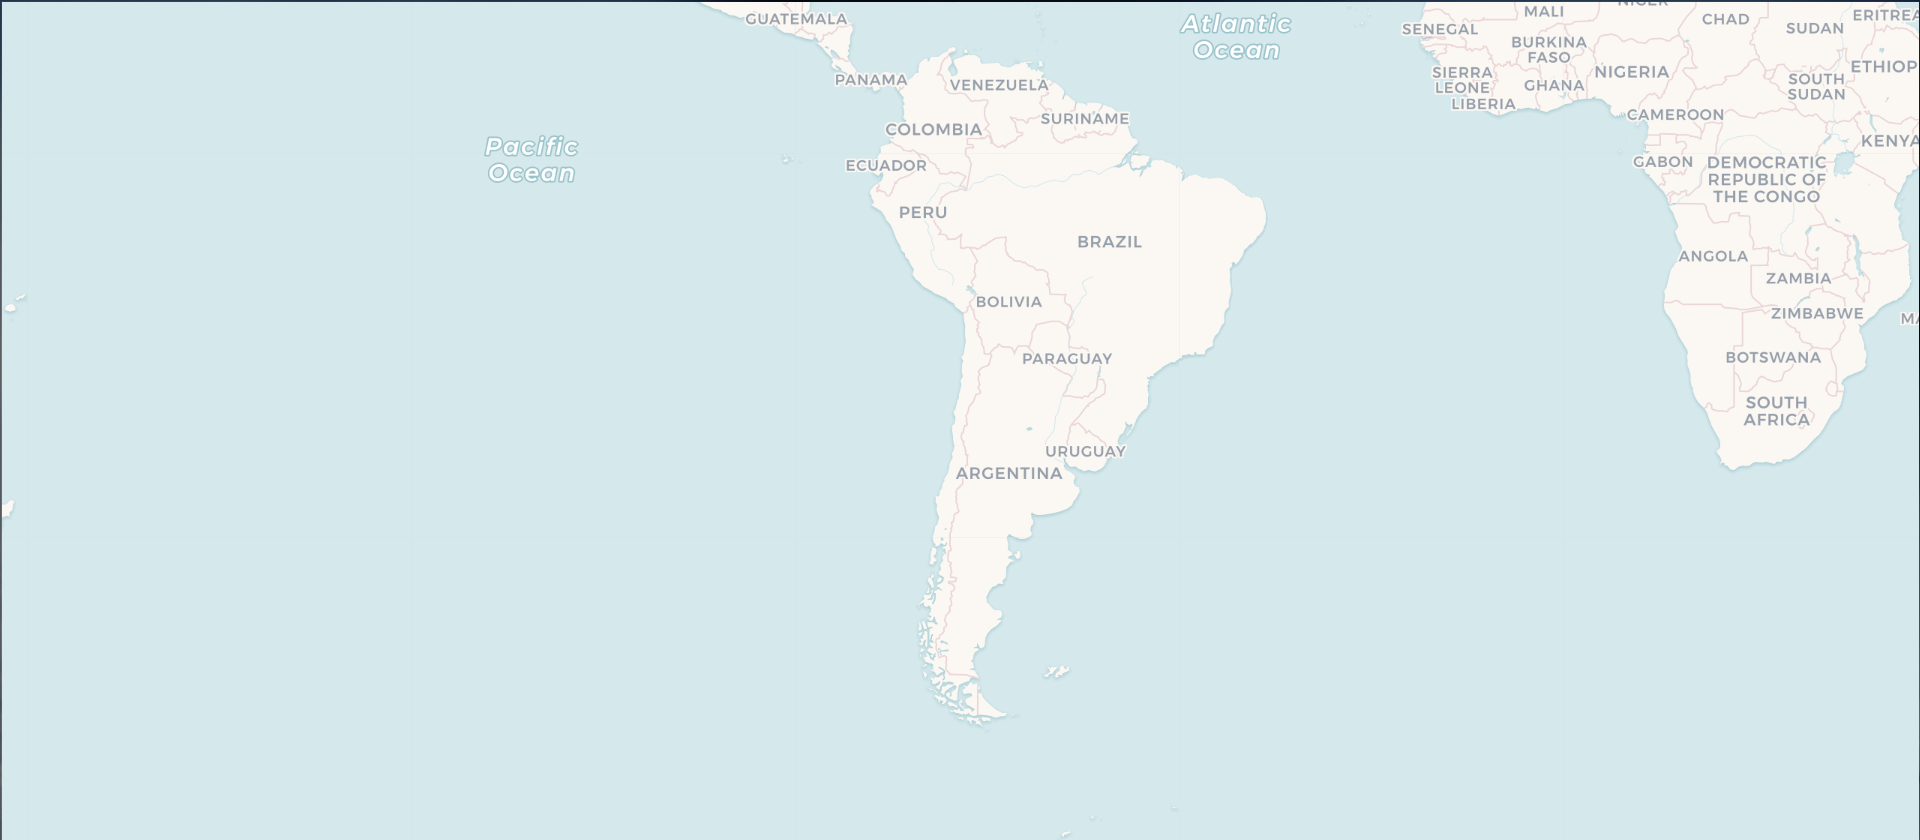 GUATEMALA
PANAMA
VENEZUELA
COLOMBIA
SURINAME
ECUADOR
PERU
BRAZIL
BOLIVIA
PARAGUAY
URUGUAY
ARGENTINA
Pacific
Ocean
Atlantic
Ocean
SENEGAL
MALI
NIGER
CHAD
SUDAN
ERITREA
BURKINA
FASO
SIERRA
LEONE
LIBERIA
GHANA
NIGERIA
SOUTH
SUDAN
ETHIOP
CAMEROON
KENYA
GABON
DEMOCRATIC
REPUBLIC OF
THE CONGO
ANGOLA
ZAMBIA
ZIMBABWE
MA
BOTSWANA
SOUTH
AFRICA